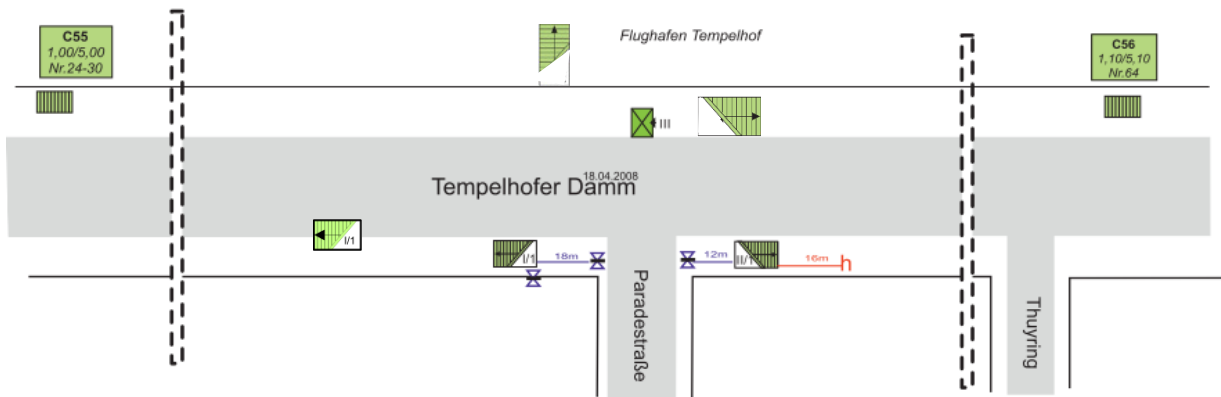 C55
1,00/5,00
Nr.24-30
Flughafen Tempelhof
C56
1,10/5,10
Nr.64
III
Tempelhofer Damm
18.04.2008
I/1
I/1
18m
12m
II/1
16m
h
Paradestraße
Thuyring